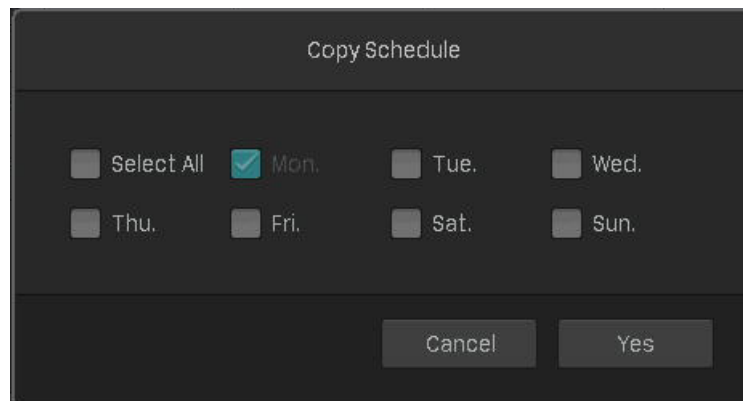 Copy Schedule
Select All Mon. Tue. Wed.
Thu. Fri. Sat. Sun.
Cancel Yes